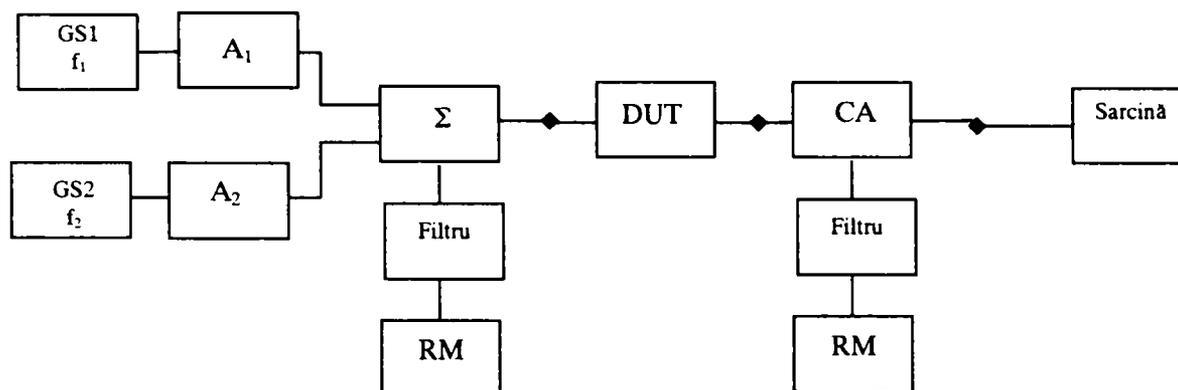 GS1
f₁
A₁
Σ
DUT
CA
Sarcină
GS2
f₂
A₂
Filtru
Filtru
RM
RM